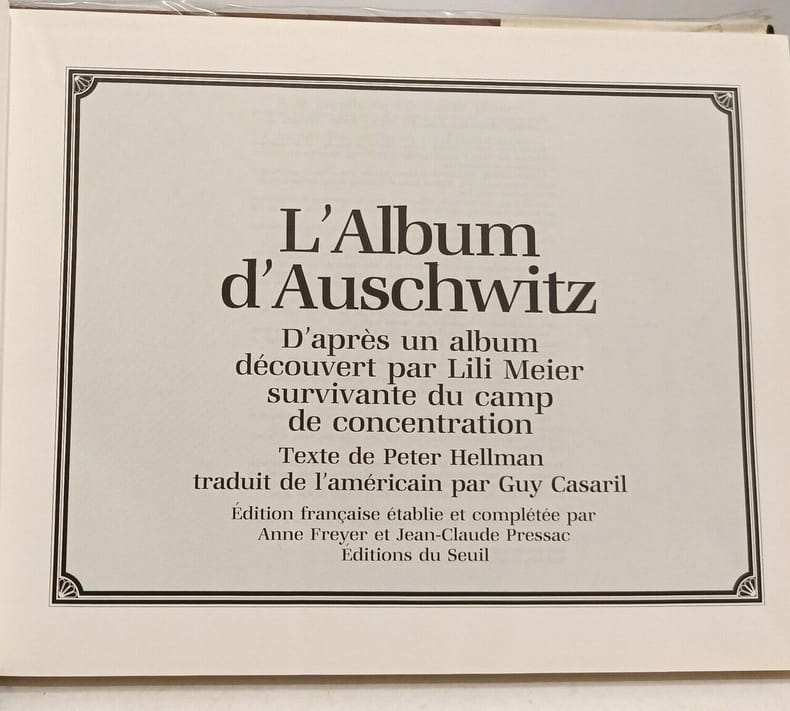 L'Album
d'Auschwitz
D'après un album
découvert par Lili Meier
survivante du camp
de concentration
Texte de Peter Hellman
traduit de l'américain par Guy Casaril
Édition française établie et complétée par
Anne Freyer et Jean-Claude Pressac
Éditions du Seuil